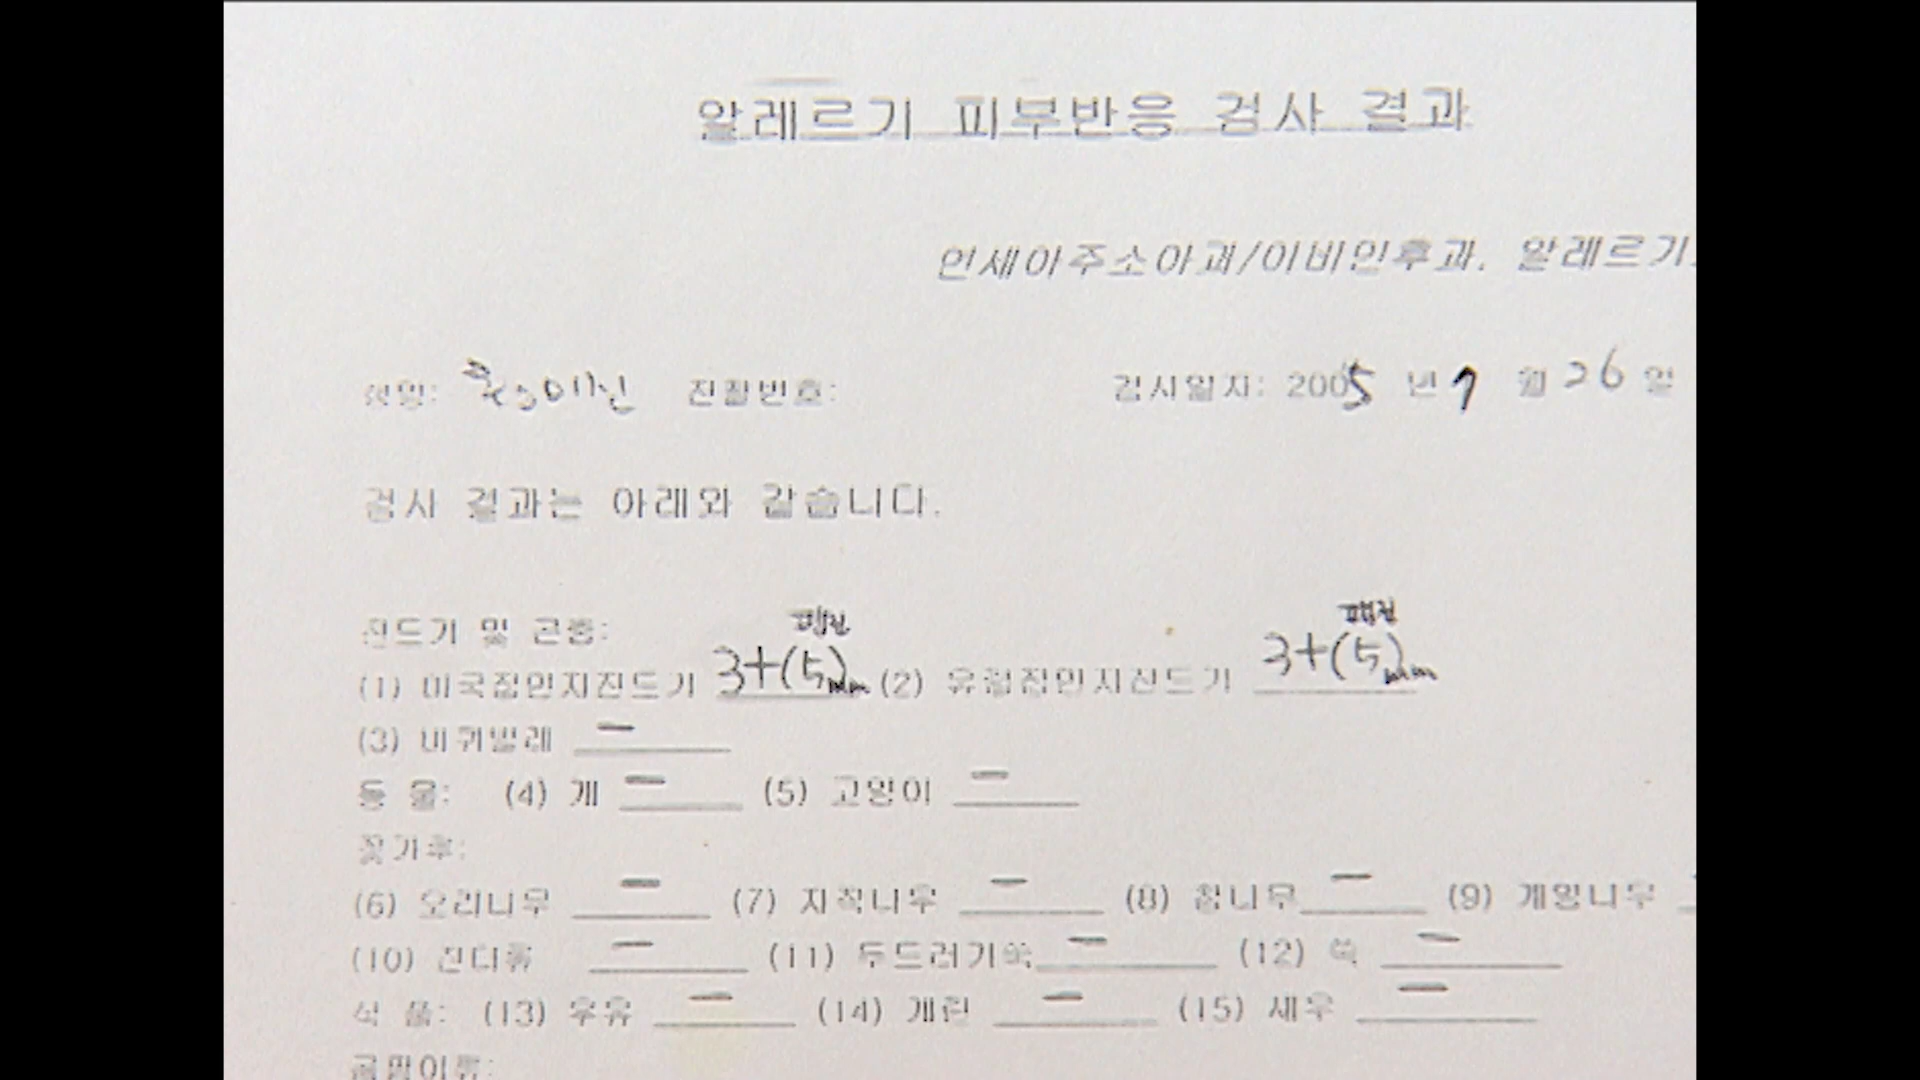 알레르기 피부반응 검사 결과
연세아주소아과/이비인후과. 알레르기
성명: 진찰번호: 검사일자: 2005 년 7 월 26 일
검사 결과는 아래와 같습니다.
진드기 및 곤충:
팽진 팽진
(1) 미국집먼지진드기 3+(5)mm (2) 유럽집먼지진드기 3+(5)mm
(3) 바퀴벌레 -
동 물: (4) 개 - (5) 고양이 -
꽃가루:
(6) 오리나무 - (7) 자작나무 - (8) 참나무 - (9) 개암나무
(10) 잔디류 - (11) 두드러기쑥 - (12) 쑥 -
식 품: (13) 우유 - (14) 계란 - (15) 새우 -
곰팡이류: